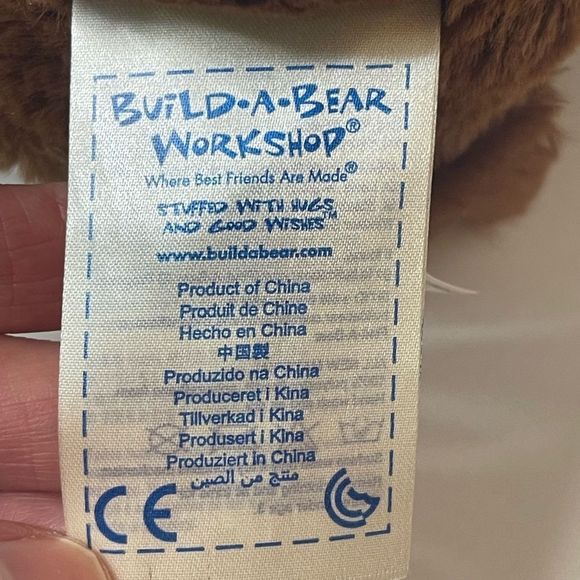 BUILD•A•BEAR
WORKSHOP®
Where Best Friends Are Made®
STUFFED WITH HUGS
AND GOOD WISHES™
www.buildabear.com
Product of China
Produit de Chine
Hecho en China
中国製
Produzido na China
Produceret i Kina
Tillverkad i Kina
Produsert i Kina
Produziert in China
منتج من الصين
CE